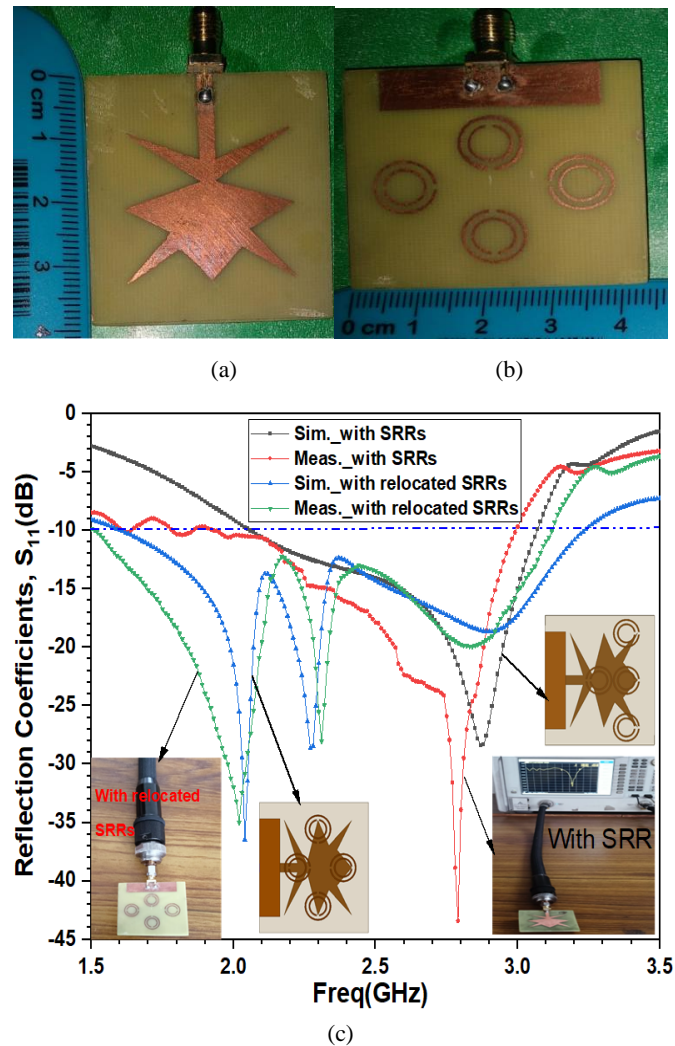 0 cm 1 2 3
0 cm 1 2 3 4
(a)
(b)
Reflection Coefficients, S11(dB)
0
-5
-10
-15
-20
-25
-30
-35
-40
-45
Sim._with SRRs
Meas._with SRRs
Sim._with relocated SRRs
Meas._with relocated SRRs
With relocated
SRRs
With SRR
1.5 2.0 2.5 3.0 3.5
Freq(GHz)
(c)